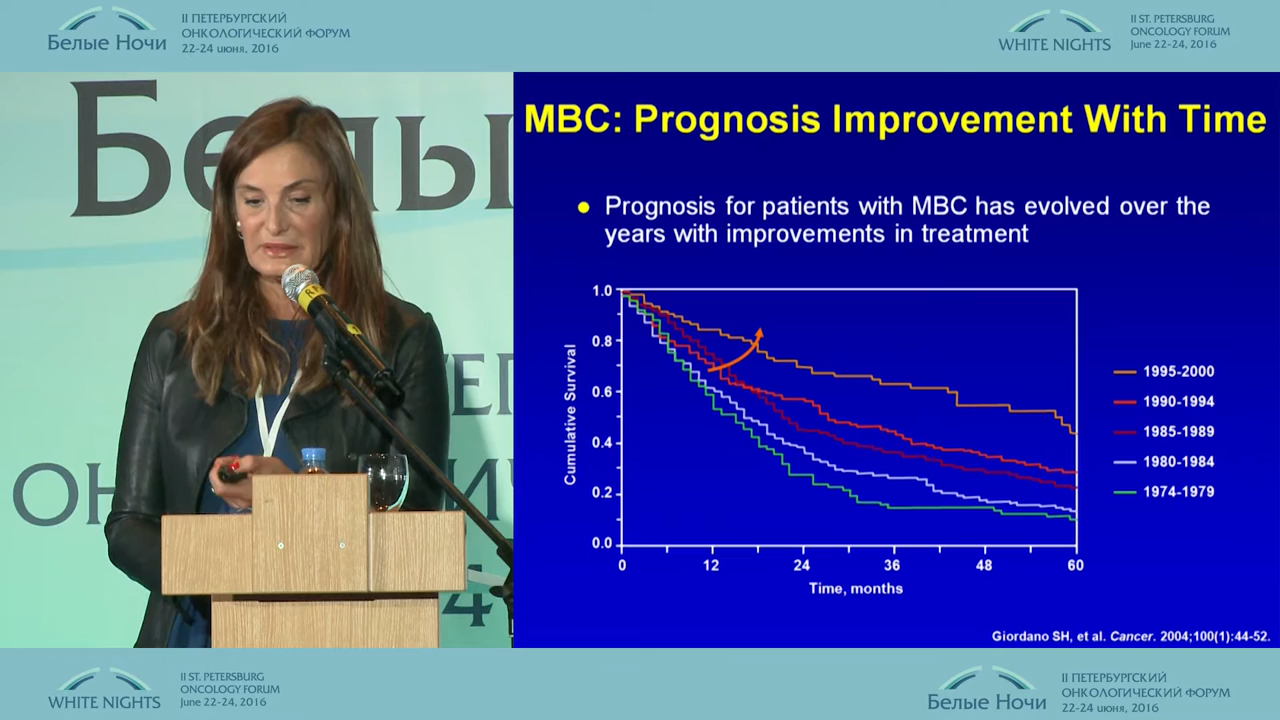 Белые Ночи
II ПЕТЕРБУРГСКИЙ
ОНКОЛОГИЧЕСКИЙ ФОРУМ
22-24 июня, 2016
WHITE NIGHTS
II ST. PETERSBURG
ONCOLOGY FORUM
June 22-24, 2016
Белы
ОН
4
MBC: Prognosis Improvement With Time
Prognosis for patients with MBC has evolved over the
years with improvements in treatment
Cumulative Survival
1.0
0.8
0.6
0.4
0.2
0.0
0 12 24 36 48 60
Time, months
1995-2000
1990-1994
1985-1989
1980-1984
1974-1979
Giordano SH, et al. Cancer. 2004;100(1):44-52.
WHITE NIGHTS
II ST. PETERSBURG
ONCOLOGY FORUM
June 22-24, 2016
Белые Ночи
II ПЕТЕРБУРГСКИЙ
ОНКОЛОГИЧЕСКИЙ ФОРУМ
22-24 июня, 2016